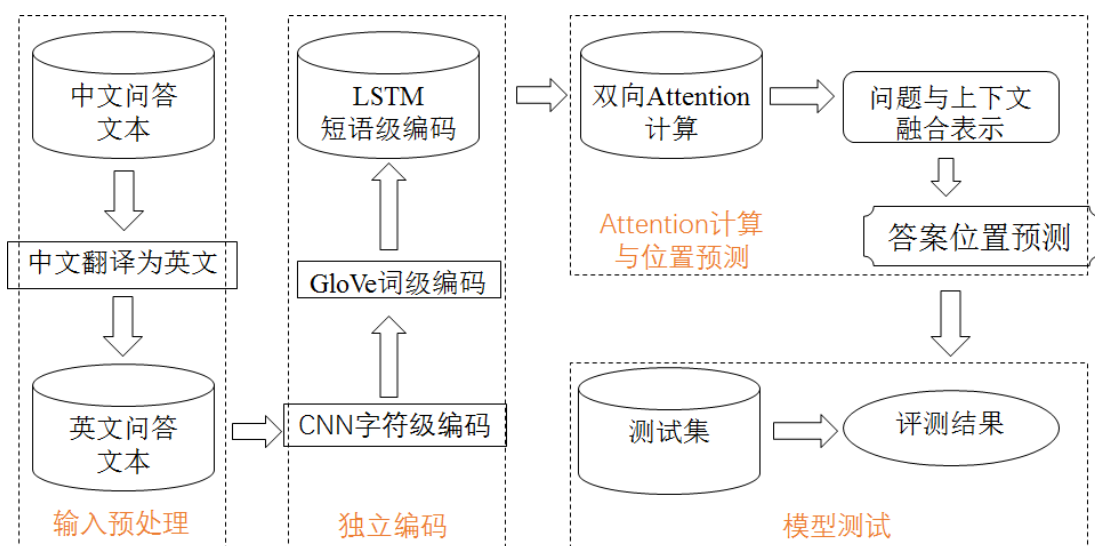 中文问答
文本
中文翻译为英文
英文问答
文本
输入预处理
LSTM
短语级编码
GloVe词级编码
CNN字符级编码
独立编码
双向Attention
计算
问题与上下文
融合表示
Attention计算
与位置预测
答案位置预测
测试集
评测结果
模型测试